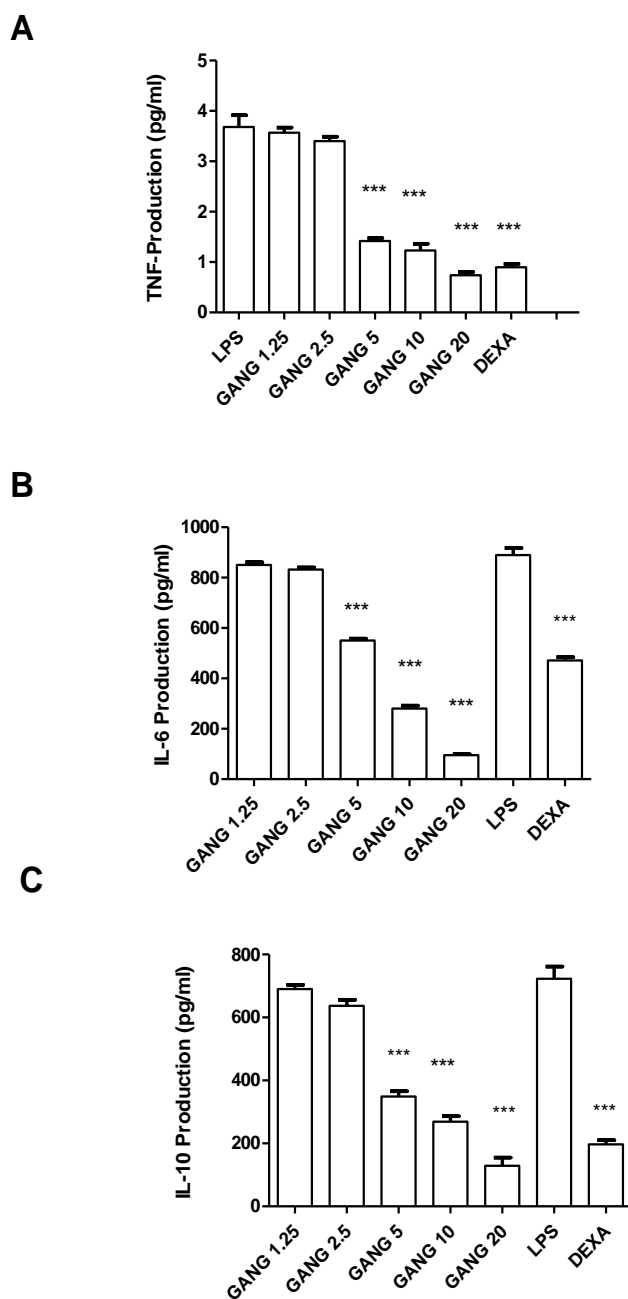 A
TNF-Production (pg/ml)
5
4
3
2
1
0
*** *** *** ***
LPS
GANG 1.25
GANG 2.5
GANG 5
GANG 10
GANG 20
DEXA
B
IL-6 Production (pg/ml)
1000
800
600
400
200
0
*** *** *** ***
GANG 1.25
GANG 2.5
GANG 5
GANG 10
GANG 20
LPS
DEXA
C
IL-10 Production (pg/ml)
800
600
400
200
0
*** *** *** ***
GANG 1.25
GANG 2.5
GANG 5
GANG 10
GANG 20
LPS
DEXA